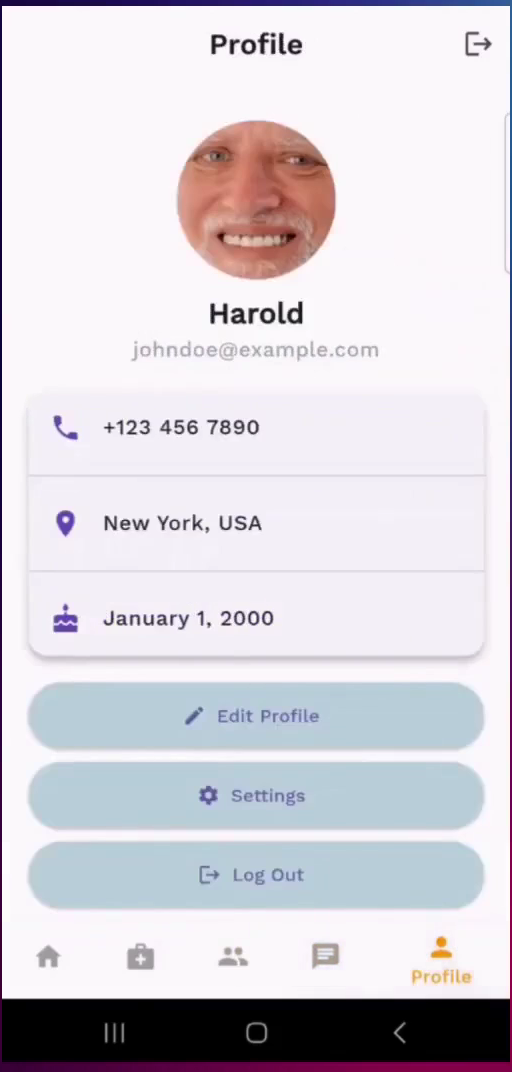 Profile
Harold
johndoe@example.com
+123 456 7890
New York, USA
January 1, 2000
Edit Profile
Settings
Log Out
Profile